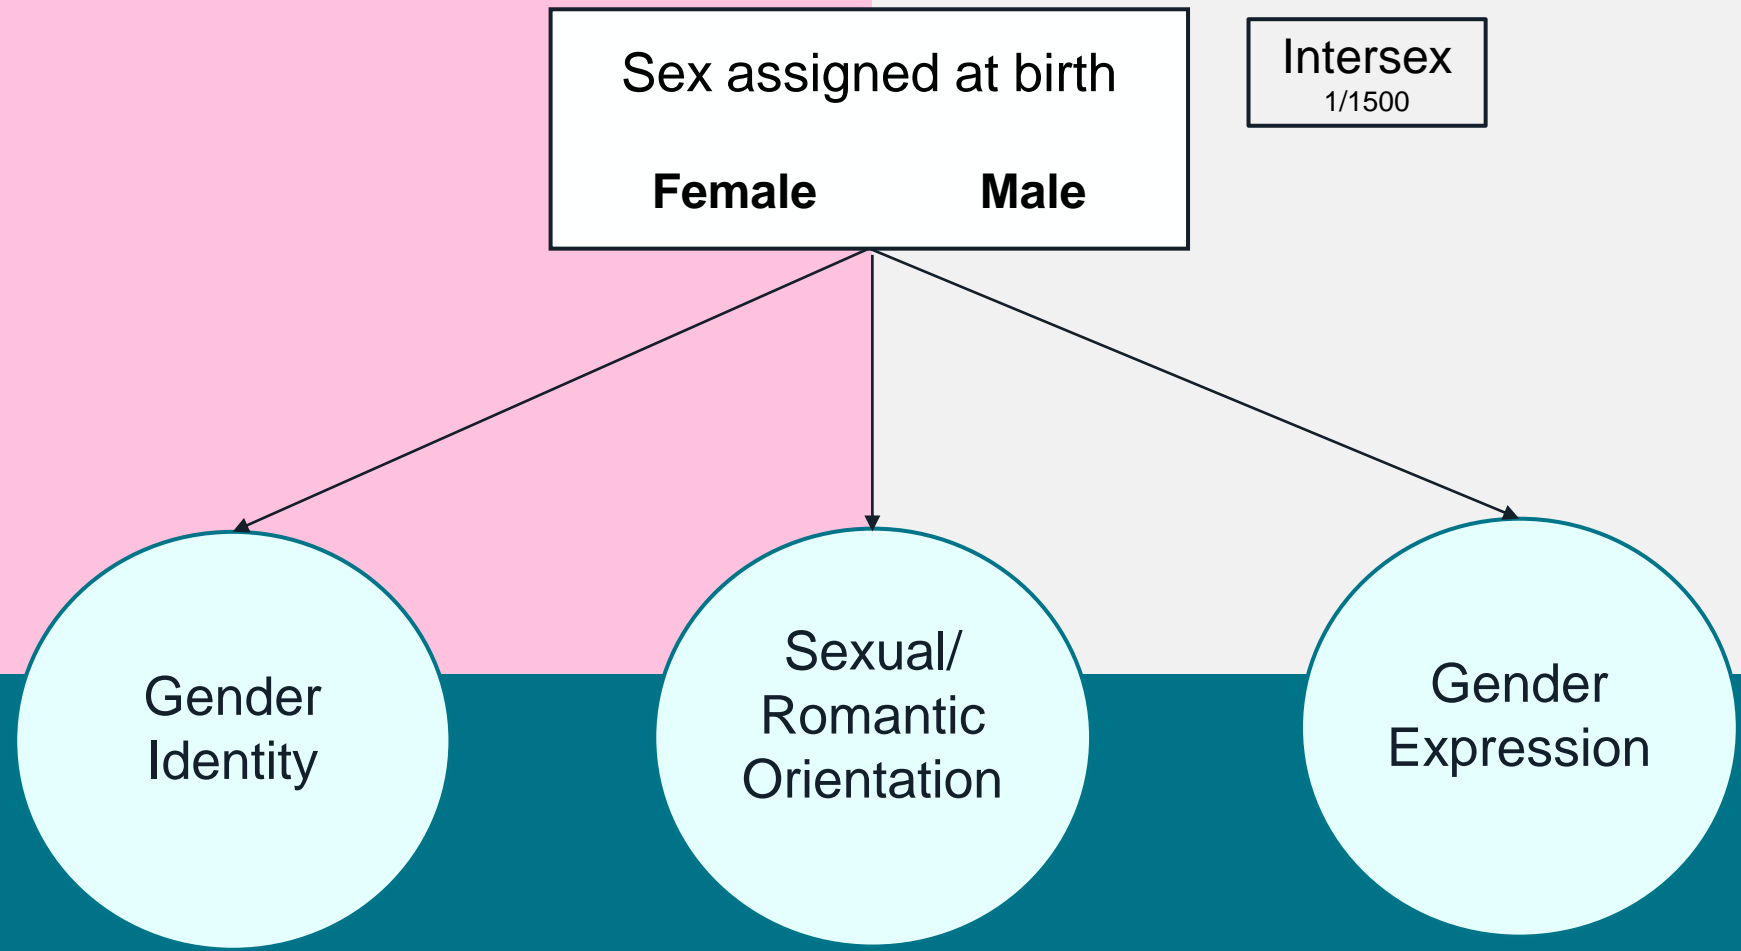 Sex assigned at birth
Female Male
Intersex
1/1500
Gender
Identity
Sexual/
Romantic
Orientation
Gender
Expression